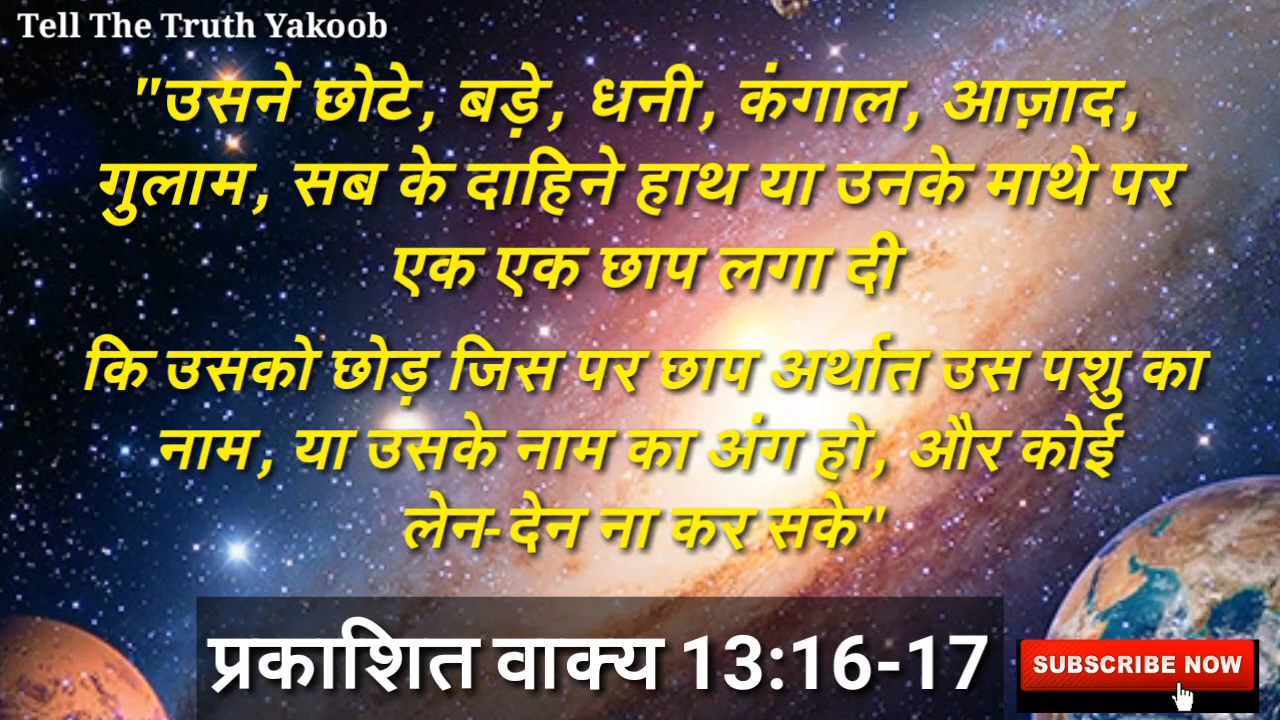 Tell The Truth Yakoob
"उसने छोटे, बड़े, धनी, कंगाल, आज़ाद,
गुलाम, सब के दाहिने हाथ या उनके माथे पर
एक एक छाप लगा दी
कि उसको छोड़ जिस पर छाप अर्थात उस पशु का
नाम, या उसके नाम का अंग हो, और कोई
लेन-देन ना कर सके"
प्रकाशित वाक्य 13:16-17
SUBSCRIBE NOW